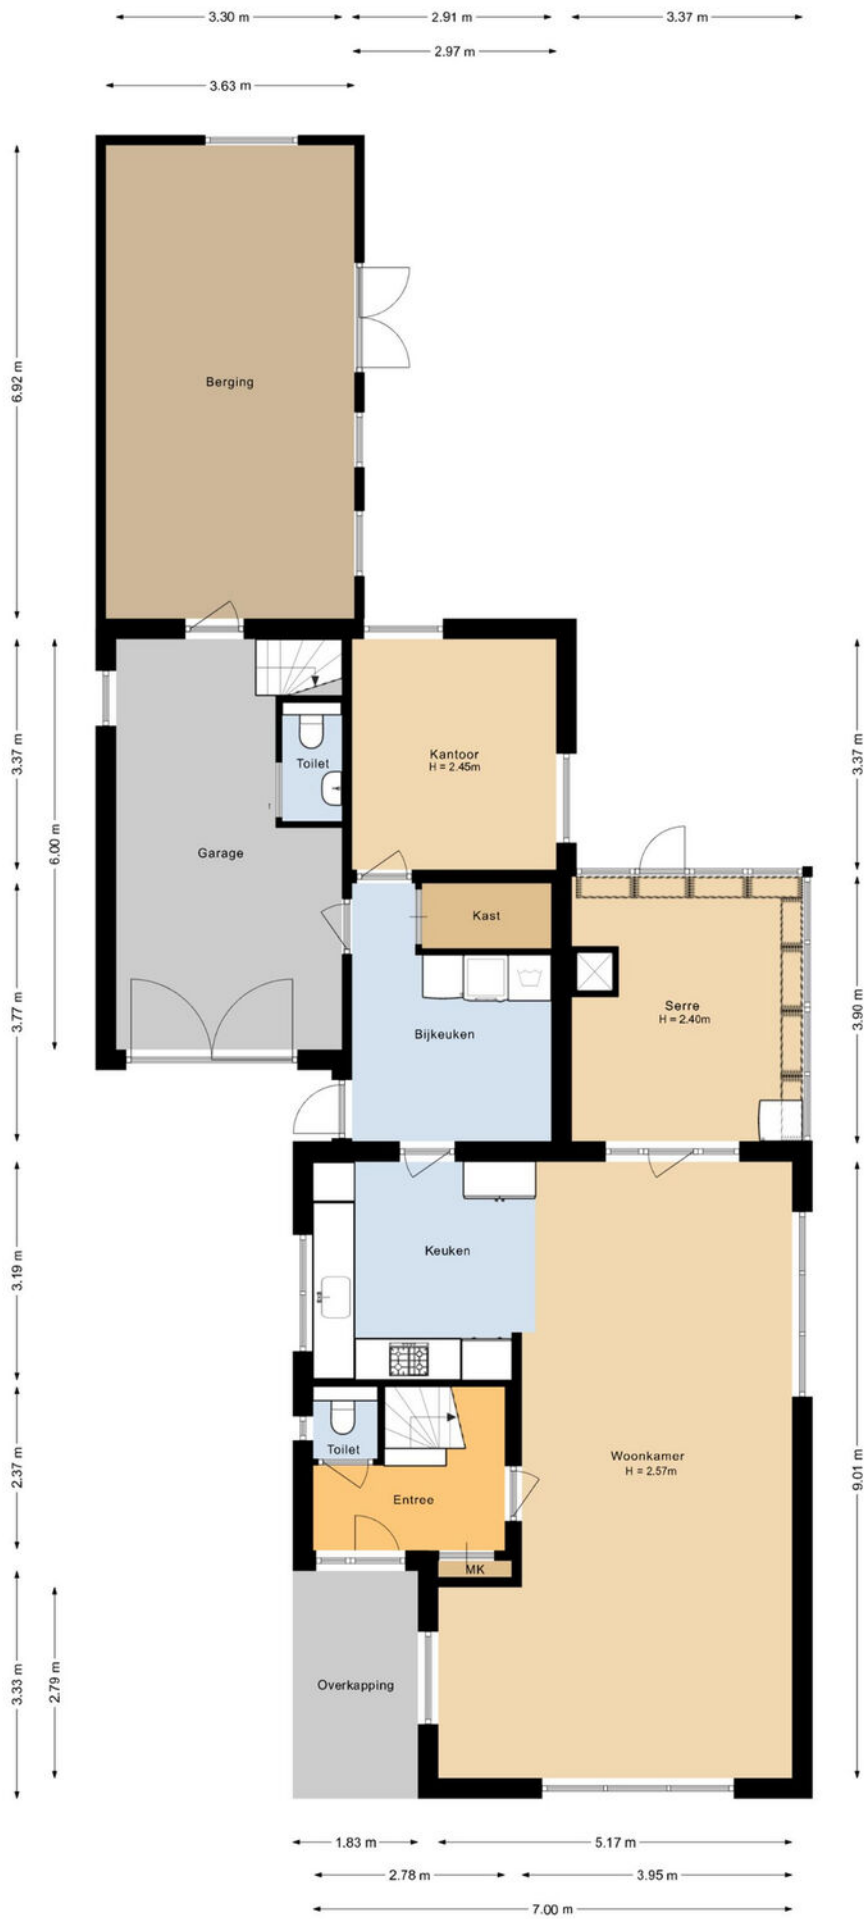 3.30 m
2.91 m
3.37 m
2.97 m
3.63 m
6.92 m
Berging
3.37 m
6.00 m
Kantoor
H = 2.45m
Toilet
3.37 m
Garage
Kast
3.77 m
Serre
H = 2.40m
3.90 m
Bijkeuken
Keuken
3.19 m
Toilet
Woonkamer
H = 2.57m
2.37 m
Entree
9.01 m
MK
Overkapping
3.33 m
2.79 m
1.83 m
5.17 m
2.78 m
3.95 m
7.00 m